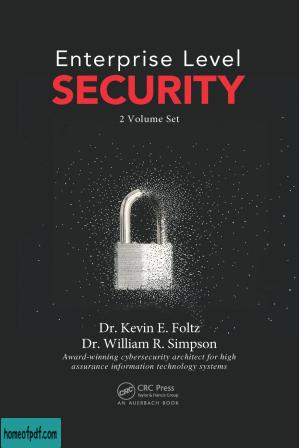 Enterprise Level
SECURITY
2 Volume Set
Dr. Kevin E. Foltz
Dr. William R. Simpson
Award-winning cybersecurity architect for high
assurance information technology systems
CRC Press
Taylor & Francis Group
AN AUERBACH BOOK
homeofpdf.com